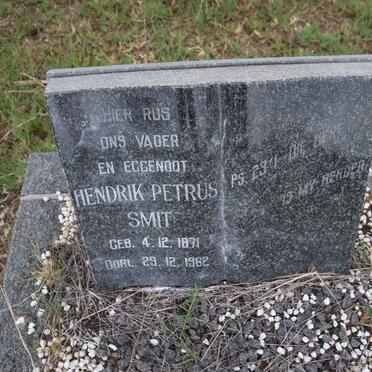 HIER RUS
ONS VADER
EN EGGENOOT
HENDRIK PETRUS
SMIT
GEB. 4. 12. 1871
OORL. 29. 12. 1962
PS. 23:1 DIE
IS MY HERDER